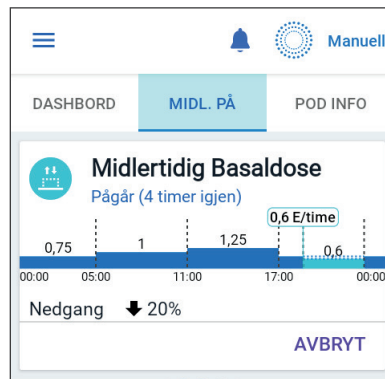 Manuell
DASHBORD MIDL. PÅ POD INFO
Midlertidig Basaldose
Pågår (4 timer igjen)
0,6 E/time
0,75 1 1,25 0,6
00:00 05:00 11:00 17:00 00:00
Nedgang 20%
AVBRYT